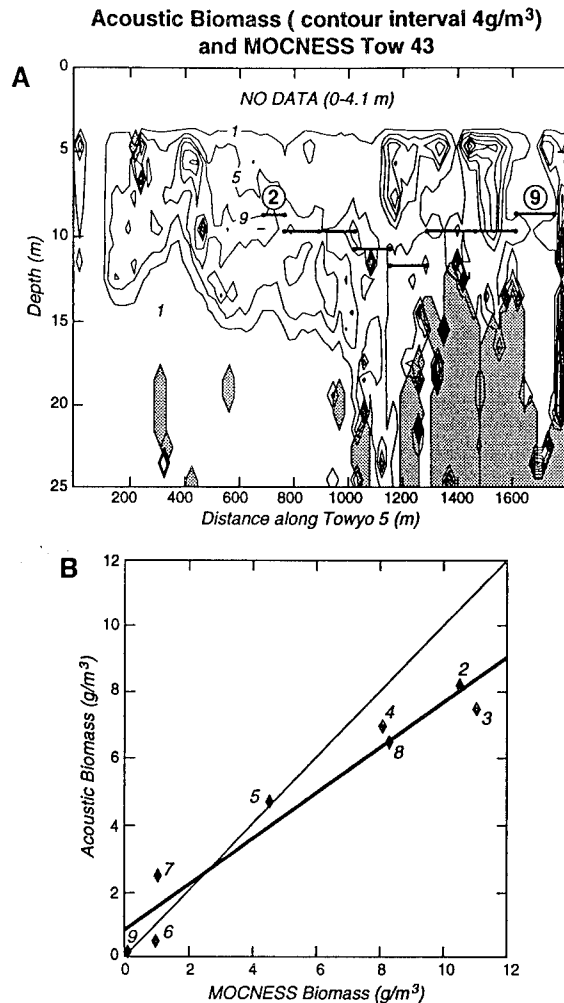 Acoustic Biomass ( contour interval 4g/m³)
and MOCNESS Tow 43
A
NO DATA (0-4.1 m)
0
5
10
15
20
25
Depth (m)
1
5
9
2
9
1
200 400 600 800 1000 1200 1400 1600
Distance along Towyo 5 (m)
B
12
10
8
6
4
2
0
Acoustic Biomass (g/m³)
2
3
4
8
5
7
6
9
0 2 4 6 8 10 12
MOCNESS Biomass (g/m³)